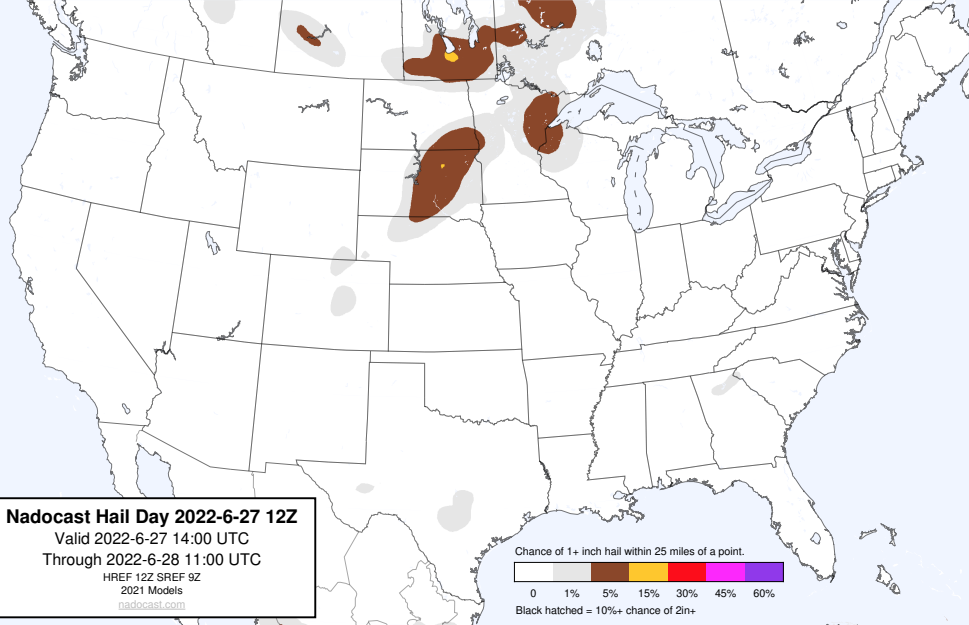 Nadocast Hail Day 2022-6-27 12Z
Valid 2022-6-27 14:00 UTC
Through 2022-6-28 11:00 UTC
HREF 12Z SREF 9Z
2021 Models
nadocast.com
Chance of 1+ inch hail within 25 miles of a point.
0 1% 5% 15% 30% 45% 60%
Black hatched = 10%+ chance of 2in+